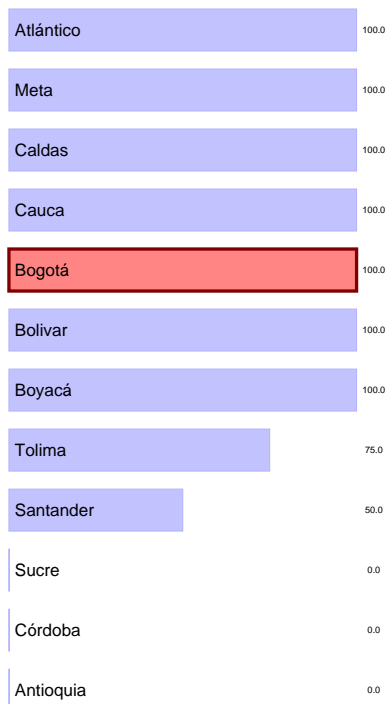 Atlántico 100.0
Meta 100.0
Caldas 100.0
Cauca 100.0
Bogotá 100.0
Bolivar 100.0
Boyacá 100.0
Tolima 75.0
Santander 50.0
Sucre 0.0
Córdoba 0.0
Antioquia 0.0